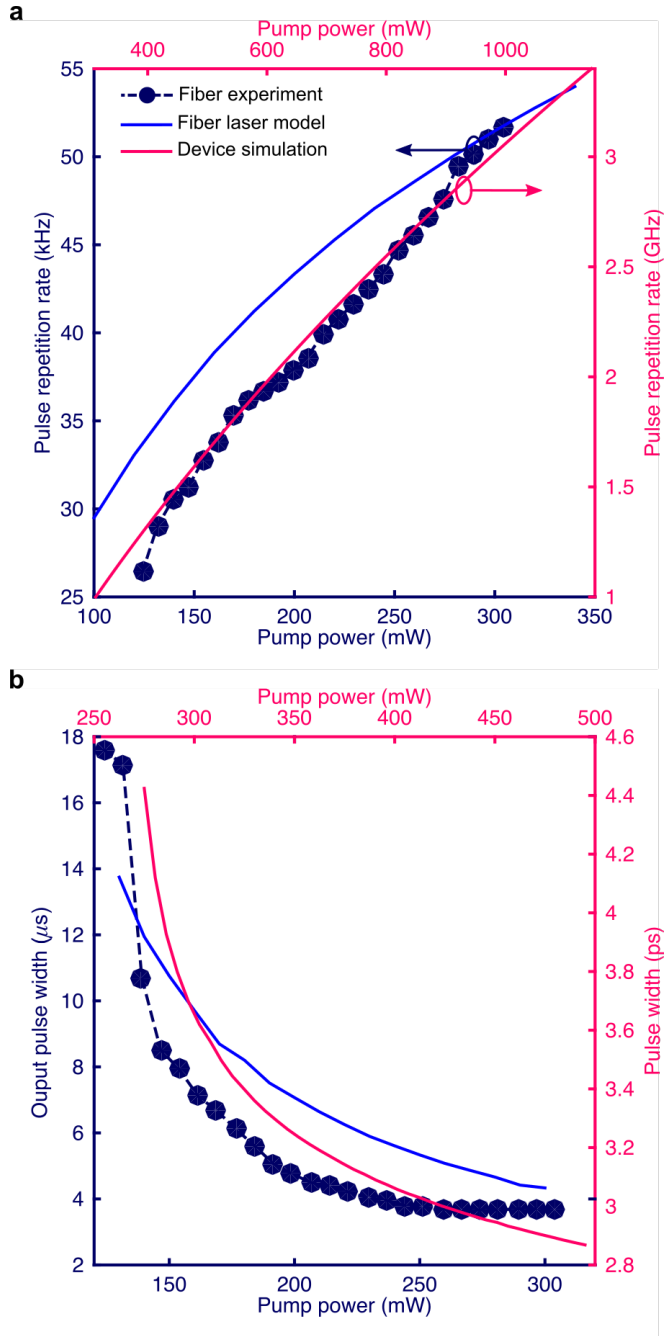 a
Pump power (mW)
400 600 800 1000
55
50
45
40
35
30
25
Pulse repetition rate (kHz)
Fiber experiment
Fiber laser model
Device simulation
3
2.5
2
1.5
1
Pulse repetition rate (GHz)
100 150 200 250 300 350
Pump power (mW)
b
Pump power (mW)
250 300 350 400 450 500
18
16
14
12
10
8
6
4
2
Ouput pulse width (μs)
4.6
4.4
4.2
4
3.8
3.6
3.4
3.2
3
2.8
Pulse width (ps)
150 200 250 300
Pump power (mW)